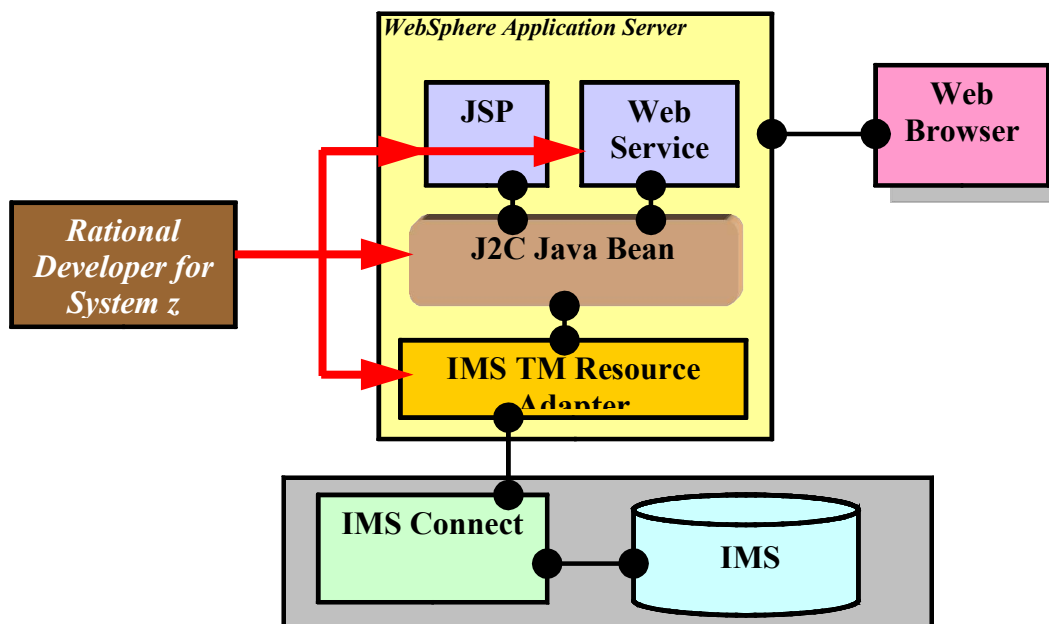 WebSphere Application Server
JSP
Web
Service
Web
Browser
Rational
Developer for
System z
J2C Java Bean
IMS TM Resource
Adapter
IMS Connect
IMS